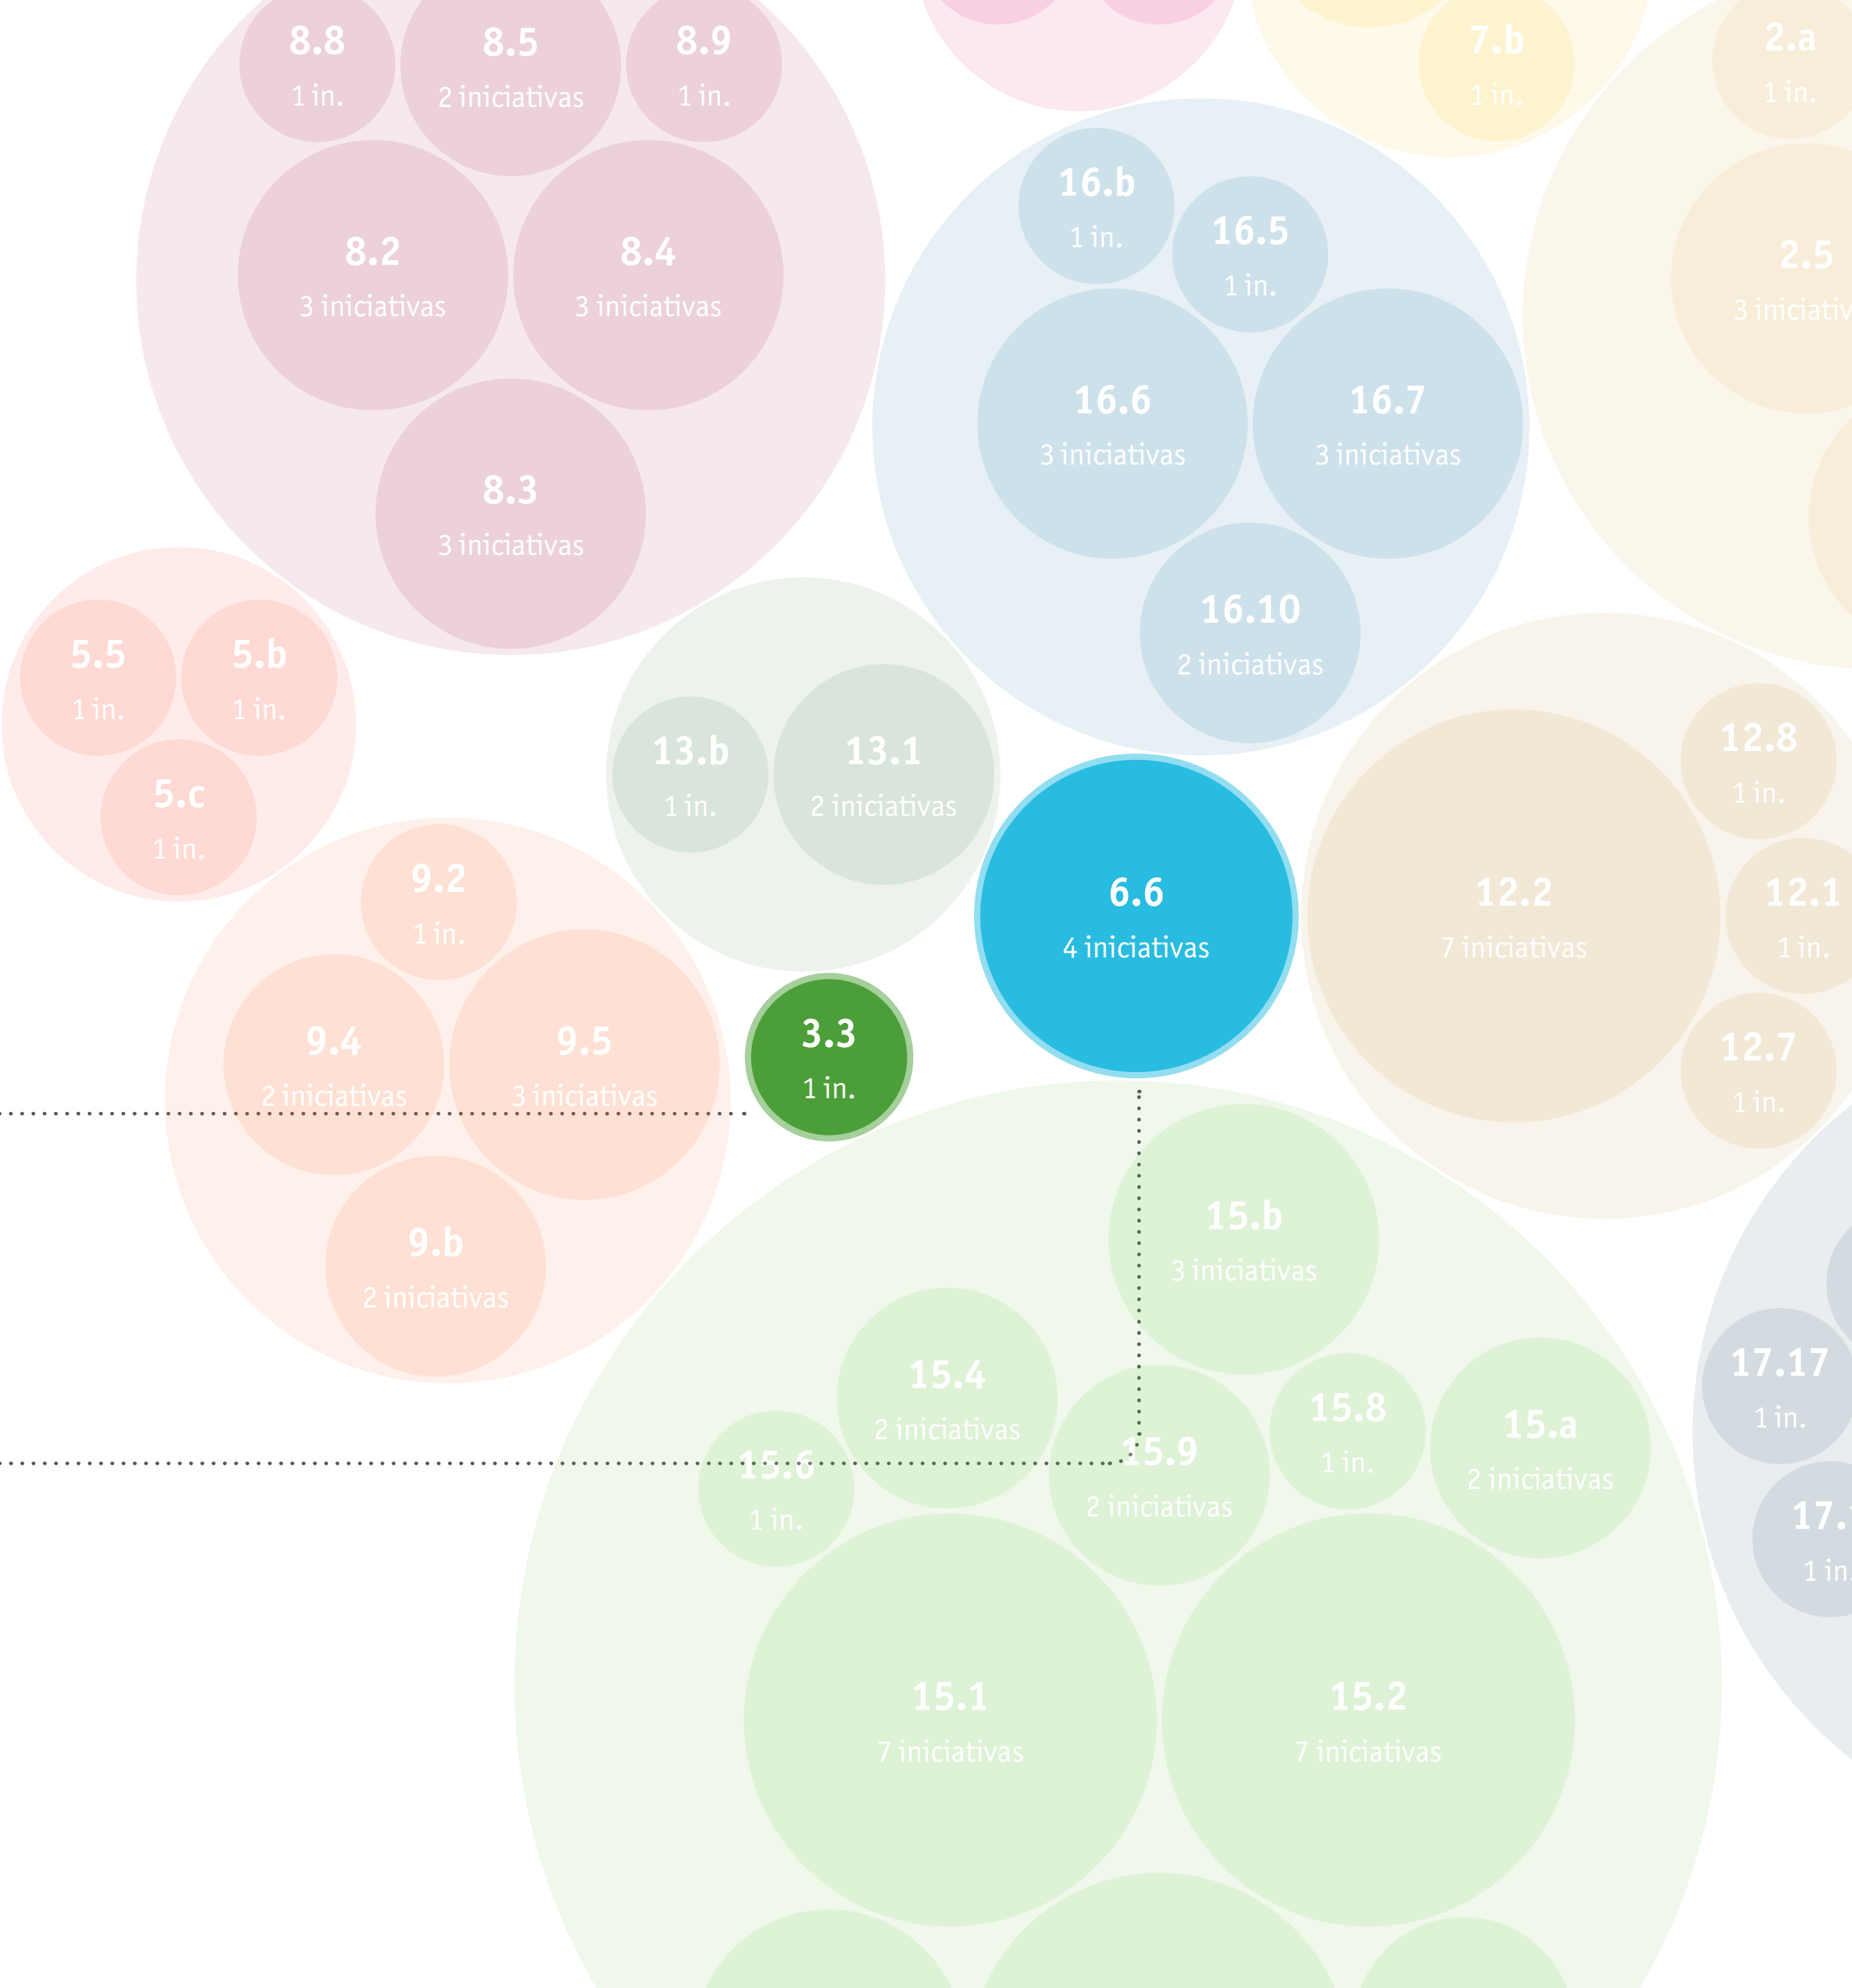 8.8
1 in.
8.5
2 iniciativas
8.9
1 in.
8.2
3 iniciativas
8.4
3 iniciativas
8.3
3 iniciativas
7.b
1 in.
2.a
1 in.
2.5
16.b
1 in.
16.5
1 in.
16.6
3 iniciativas
16.7
3 iniciativas
16.10
2 iniciativas
5.5
1 in.
5.b
1 in.
5.c
1 in.
13.b
1 in.
13.1
2 iniciativas
6.6
4 iniciativas
12.8
1 in.
12.2
7 iniciativas
12.1
1 in.
12.7
1 in.
9.2
1 in.
9.4
2 iniciativas
9.5
3 iniciativas
9.b
2 iniciativas
3.3
1 in.
15.b
3 iniciativas
15.4
2 iniciativas
15.6
1 in.
15.9
2 iniciativas
15.8
1 in.
15.a
2 iniciativas
17.17
1 in.
1 in.
15.1
7 iniciativas
15.2
7 iniciativas